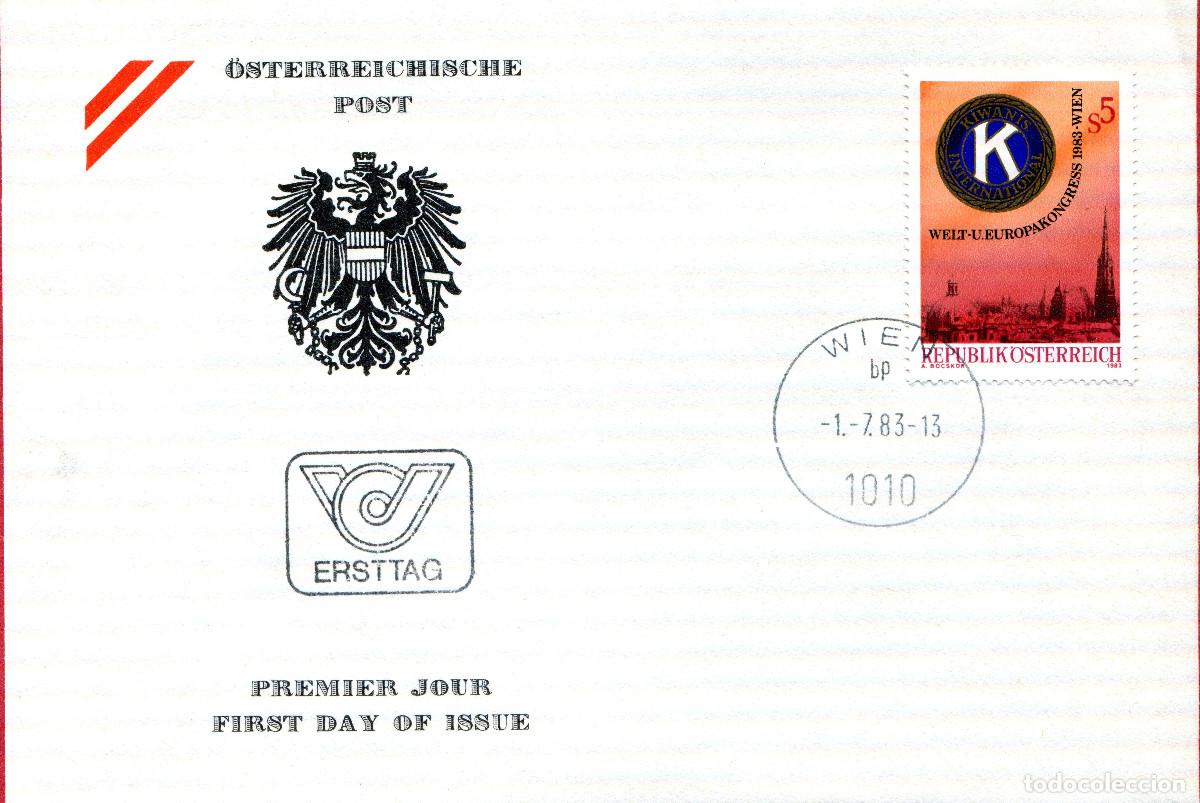 ÖSTERREICHISCHE
POST
KIWANIS
INTERNATIONAL
K
S5
WELT-U.EUROPAKONGRESS 1983-WIEN
REPUBLIK ÖSTERREICH
A. BÖCSKÖR 1983
WIEN
bp
-1.-7.83-13
1010
ERSTTAG
PREMIER JOUR
FIRST DAY OF ISSUE
todocoleccion